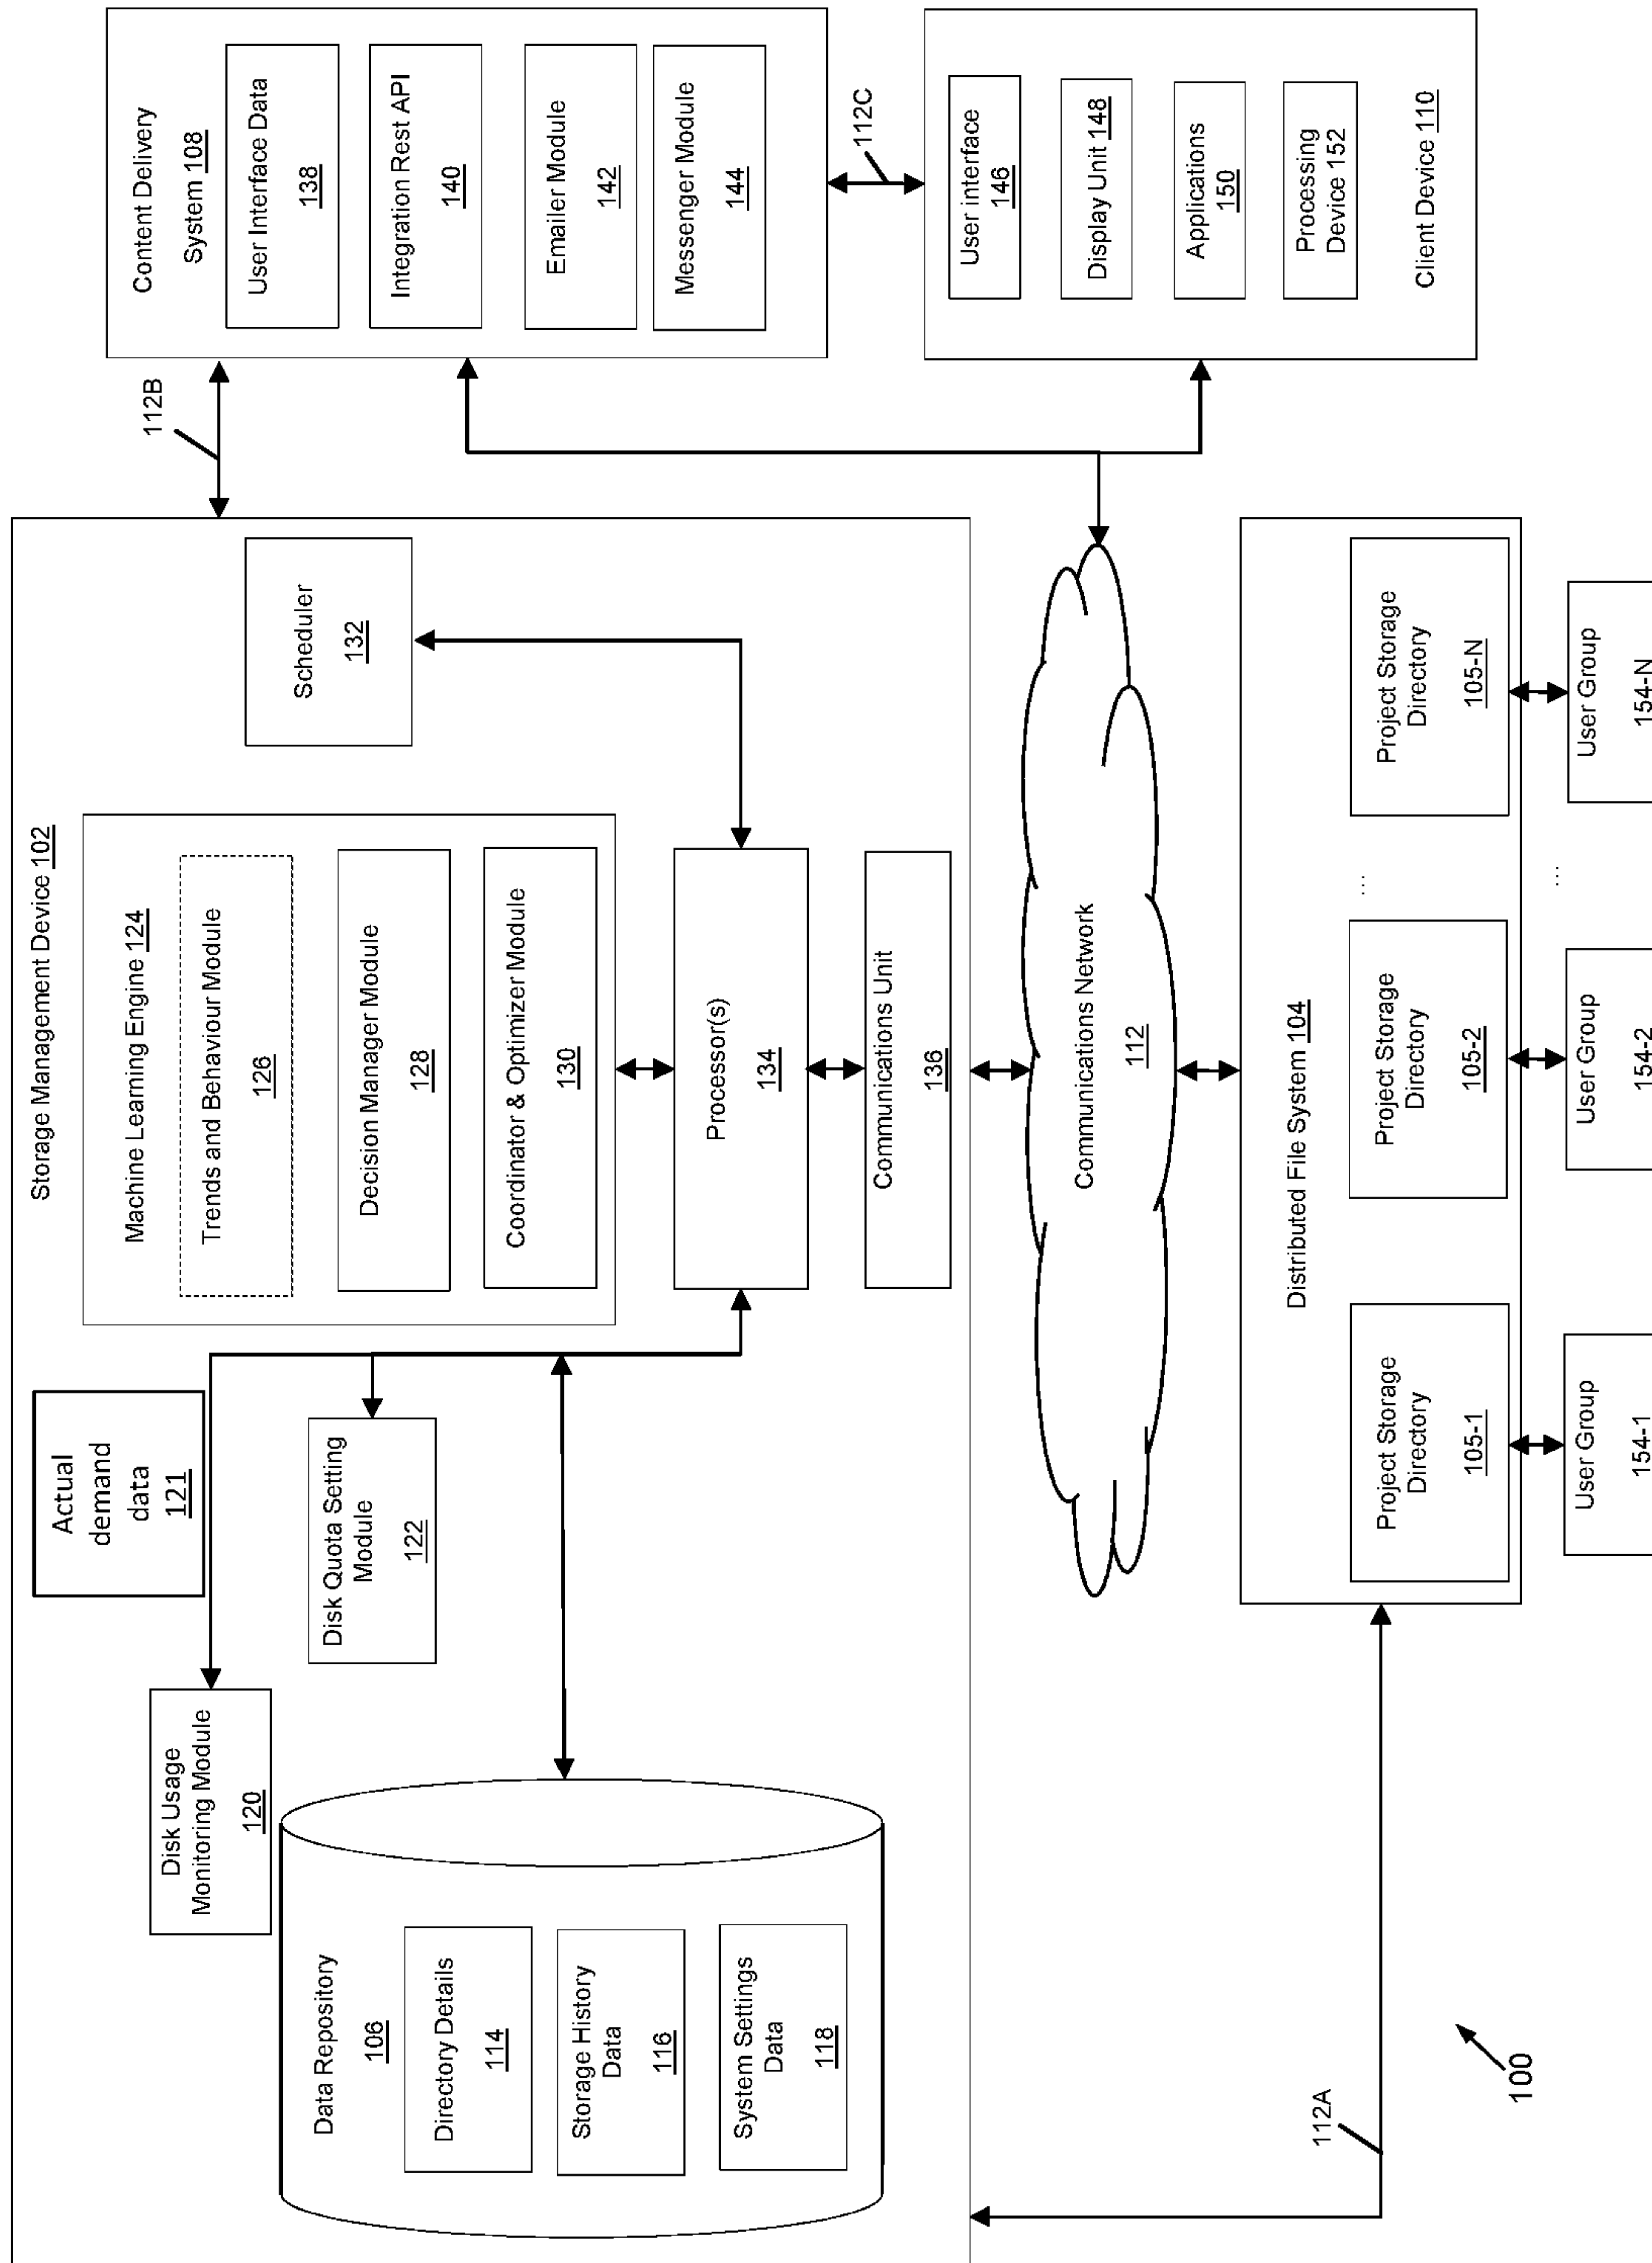 Storage Management Device 102
Data Repository
106
Directory Details
114
Storage History
Data
116
System Settings
Data
118
Disk Usage
Monitoring Module
120
Actual
demand
data
121
Disk Quota Setting
Module
122
Machine Learning Engine 124
Trends and Behaviour Module
126
Decision Manager Module
128
Coordinator & Optimizer Module
130
Scheduler
132
Processor(s)
134
Communications Unit
136
112B
Content Delivery
System 108
User Interface Data
138
Integration Rest API
140
Emailer Module
142
Messenger Module
144
112C
User interface
146
Display Unit 148
Applications
150
Processing
Device 152
Client Device 110
Communications Network
112
112A
Distributed File System 104
Project Storage
Directory
105-1
Project Storage
Directory
105-2
...
Project Storage
Directory
105-N
User Group
154-1
User Group
154-2
...
User Group
154-N
100